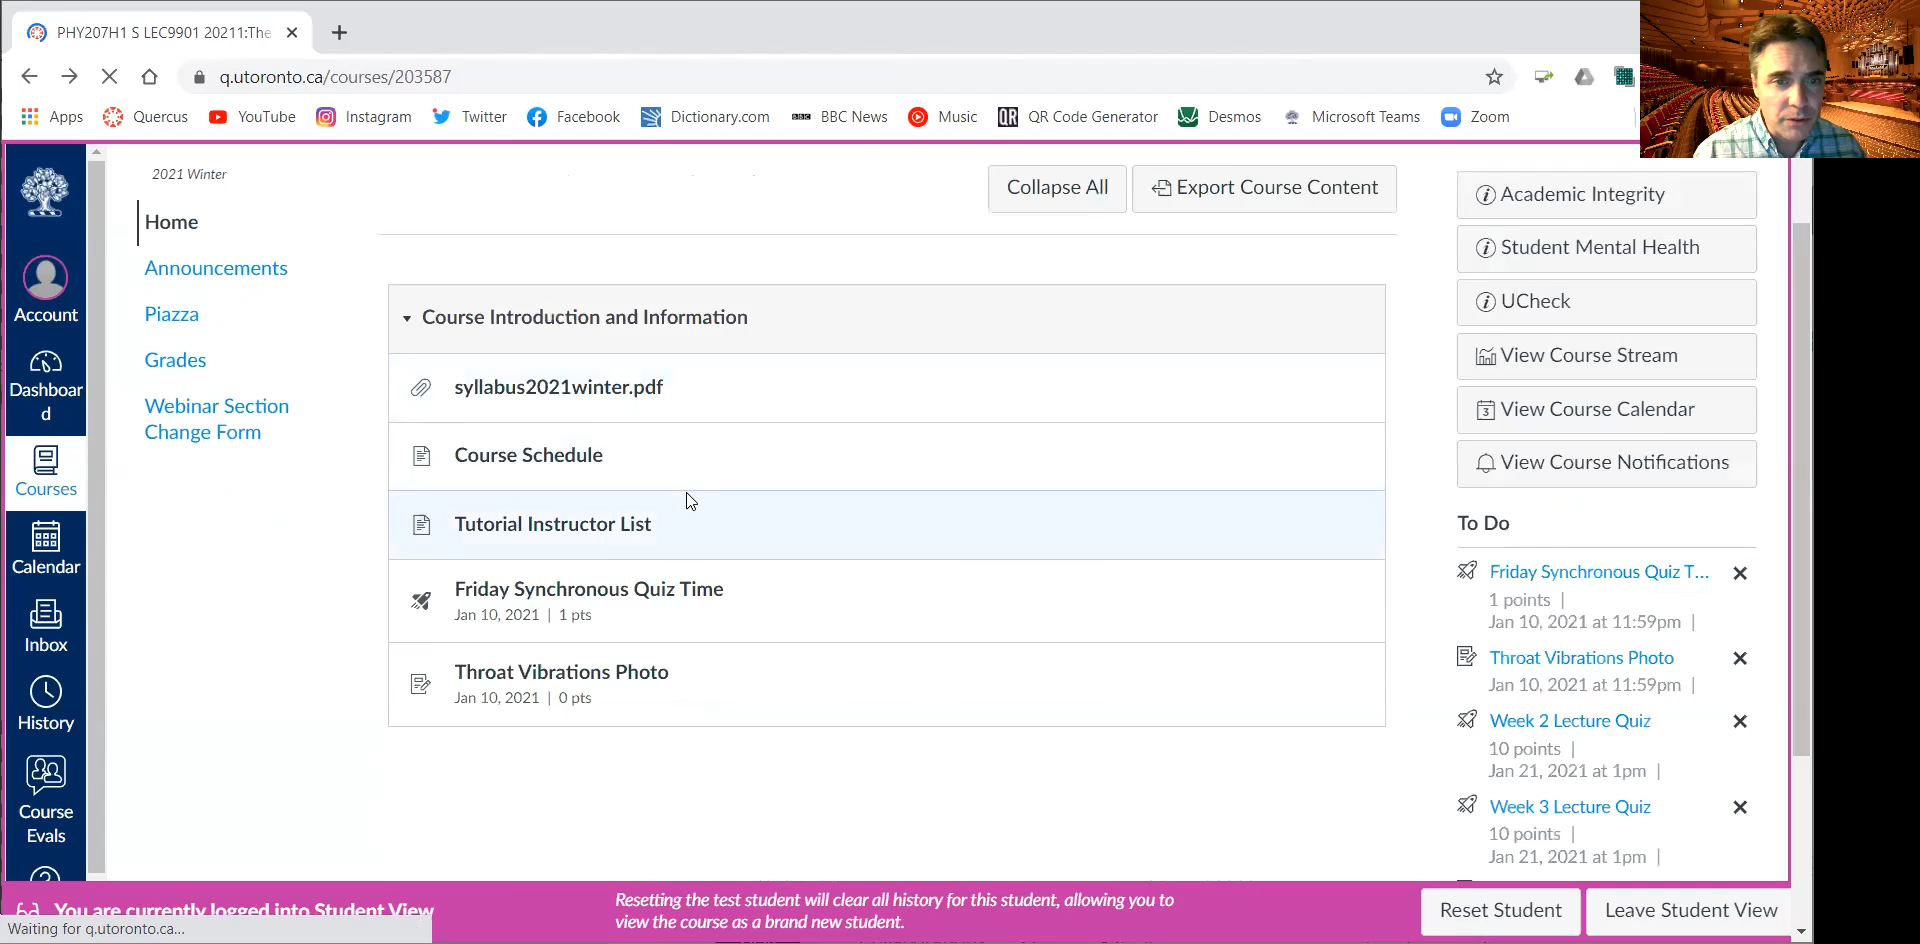 PHY207H1 S LEC9901 20211:The
q.utoronto.ca/courses/203587
Apps
Quercus
YouTube
Instagram
Twitter
Facebook
Dictionary.com
BBC
BBC News
Music
QR
QR Code Generator
Desmos
Microsoft Teams
Zoom
Account
Dashboar
d
Courses
Calendar
Inbox
History
Course
Evals
2021 Winter
Home
Announcements
Piazza
Grades
Webinar Section
Change Form
Collapse All
Export Course Content
Course Introduction and Information
syllabus2021winter.pdf
Course Schedule
Tutorial Instructor List
Friday Synchronous Quiz Time
Jan 10, 2021 | 1 pts
Throat Vibrations Photo
Jan 10, 2021 | 0 pts
Academic Integrity
Student Mental Health
UCheck
View Course Stream
3 View Course Calendar
View Course Notifications
To Do
Friday Synchronous Quiz T...
1 points |
Jan 10, 2021 at 11:59pm |
Throat Vibrations Photo
Jan 10, 2021 at 11:59pm |
Week 2 Lecture Quiz
10 points |
Jan 21, 2021 at 1pm |
Week 3 Lecture Quiz
10 points |
Jan 21, 2021 at 1pm |
You are currently logged into Student View
Waiting for q.utoronto.ca...
Resetting the test student will clear all history for this student, allowing you to
view the course as a brand new student.
Reset Student
Leave Student View